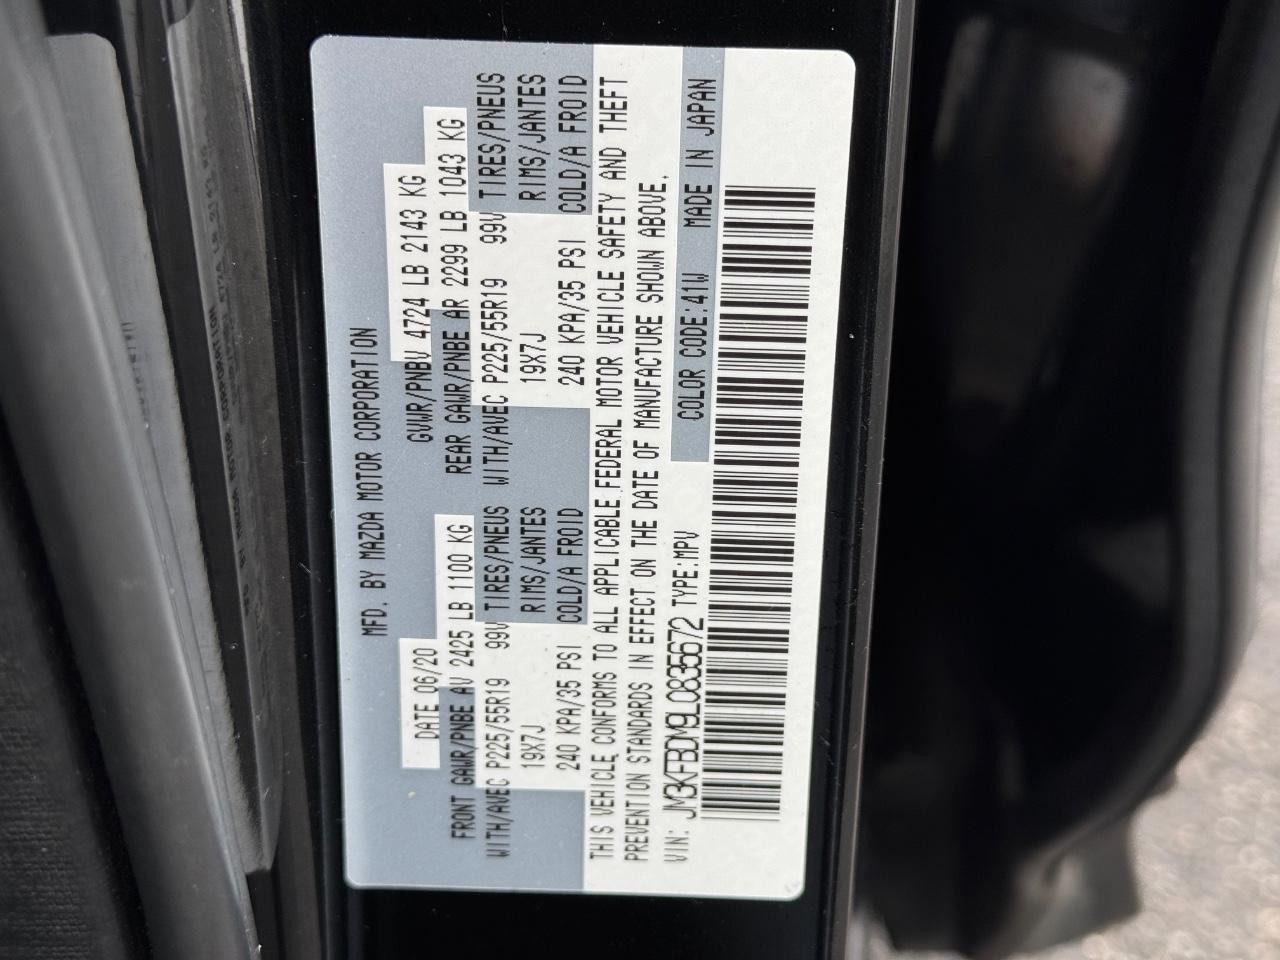 MFD. BY MAZDA MOTOR CORPORATION
DATE 06/20 GVWR/PNBV 4724 LB 2143 KG
FRONT GAWR/PNBE AV 2425 LB 1100 KG REAR GAWR/PNBE AR 2299 LB 1043 KG
WITH/AVEC P225/55R19 99V TIRES/PNEUS WITH/AVEC P225/55R19 99V TIRES/PNEUS
19X7J RIMS/JANTES 19X7J RIMS/JANTES
240 KPA/35 PSI COLD/A FROID 240 KPA/35 PSI COLD/A FROID
THIS VEHICLE CONFORMS TO ALL APPLICABLE FEDERAL MOTOR VEHICLE SAFETY AND THEFT
PREVENTION STANDARDS IN EFFECT ON THE DATE OF MANUFACTURE SHOWN ABOVE.
VIN: JM3KFBDM9L0835672 TYPE:MPV COLOR CODE:41W MADE IN JAPAN